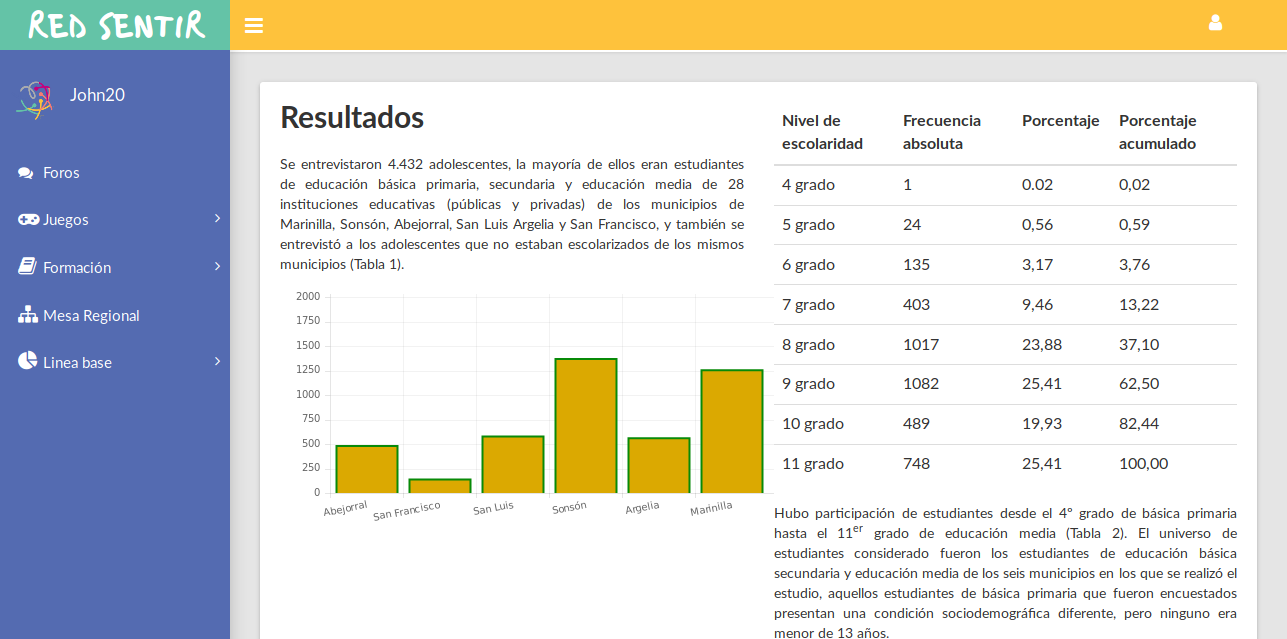 RED SENTIR
John20
Foros
Juegos
Formación
Mesa Regional
Linea base
Resultados
Se entrevistaron 4.432 adolescentes, la mayoría de ellos eran estudiantes
de educación básica primaria, secundaria y educación media de 28
instituciones educativas (públicas y privadas) de los municipios de
Marinilla, Sonsón, Abejorral, San Luis Argelia y San Francisco, y también se
entrevistó a los adolescentes que no estaban escolarizados de los mismos
municipios (Tabla 1).
2000
1750
1500
1250
1000
750
500
250
0
Abejorral San Francisco San Luis Sonsón Argelia Marinilla
Nivel de escolaridad Frecuencia absoluta Porcentaje Porcentaje acumulado
4 grado 1 0.02 0,02
5 grado 24 0,56 0,59
6 grado 135 3,17 3,76
7 grado 403 9,46 13,22
8 grado 1017 23,88 37,10
9 grado 1082 25,41 62,50
10 grado 489 19,93 82,44
11 grado 748 25,41 100,00
Hubo participación de estudiantes desde el 4° grado de básica primaria
hasta el 11er grado de educación media (Tabla 2). El universo de
estudiantes considerado fueron los estudiantes de educación básica
secundaria y educación media de los seis municipios en los que se realizó el
estudio, aquellos estudiantes de básica primaria que fueron encuestados
presentan una condición sociodemográfica diferente, pero ninguno era
menor de 13 años.